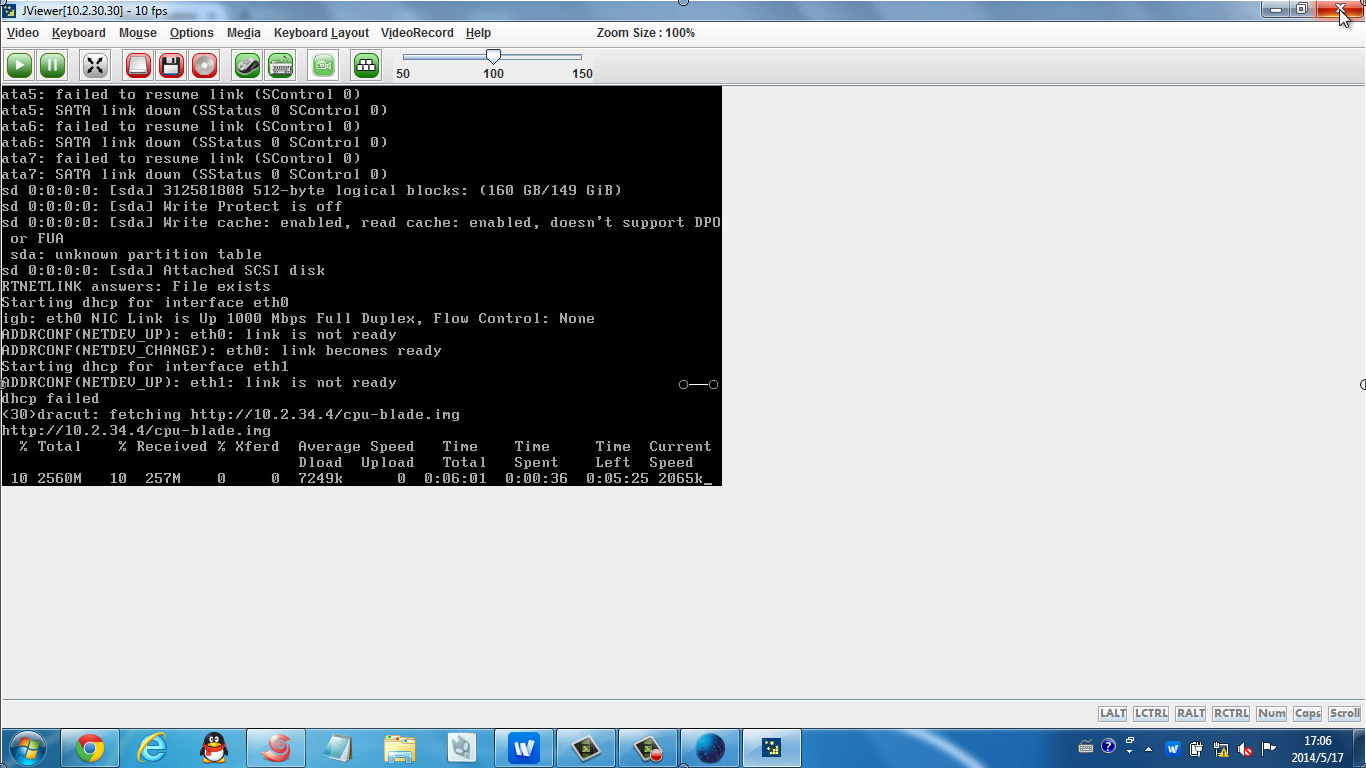 JViewer[10.2.30.30] - 10 fps
Video Keyboard Mouse Options Media Keyboard Layout VideoRecord Help Zoom Size : 100%
50 100 150
ata5: failed to resume link (SControl 0)
ata5: SATA link down (SStatus 0 SControl 0)
ata6: failed to resume link (SControl 0)
ata6: SATA link down (SStatus 0 SControl 0)
ata7: failed to resume link (SControl 0)
ata7: SATA link down (SStatus 0 SControl 0)
sd 0:0:0:0: [sda] 312581808 512-byte logical blocks: (160 GB/149 GiB)
sd 0:0:0:0: [sda] Write Protect is off
sd 0:0:0:0: [sda] Write cache: enabled, read cache: enabled, doesn't support DPO
or FUA
sda: unknown partition table
sd 0:0:0:0: [sda] Attached SCSI disk
RTNETLINK answers: File exists
Starting dhcp for interface eth0
igb: eth0 NIC Link is Up 1000 Mbps Full Duplex, Flow Control: None
ADDRCONF(NETDEV_UP): eth0: link is not ready
ADDRCONF(NETDEV_CHANGE): eth0: link becomes ready
Starting dhcp for interface eth1
ADDRCONF(NETDEV_UP): eth1: link is not ready
dhcp failed
<30>dracut: fetching http://10.2.34.4/cpu-blade.img
http://10.2.34.4/cpu-blade.img
% Total % Received % Xferd Average Speed Time Time Time Current
Dload Upload Total Spent Left Speed
10 2560M 10 257M 0 0 7249k 0 0:06:01 0:00:36 0:05:25 2065k_
LALT LCTRL RALT RCTRL Num Caps Scroll
17:06
2014/5/17